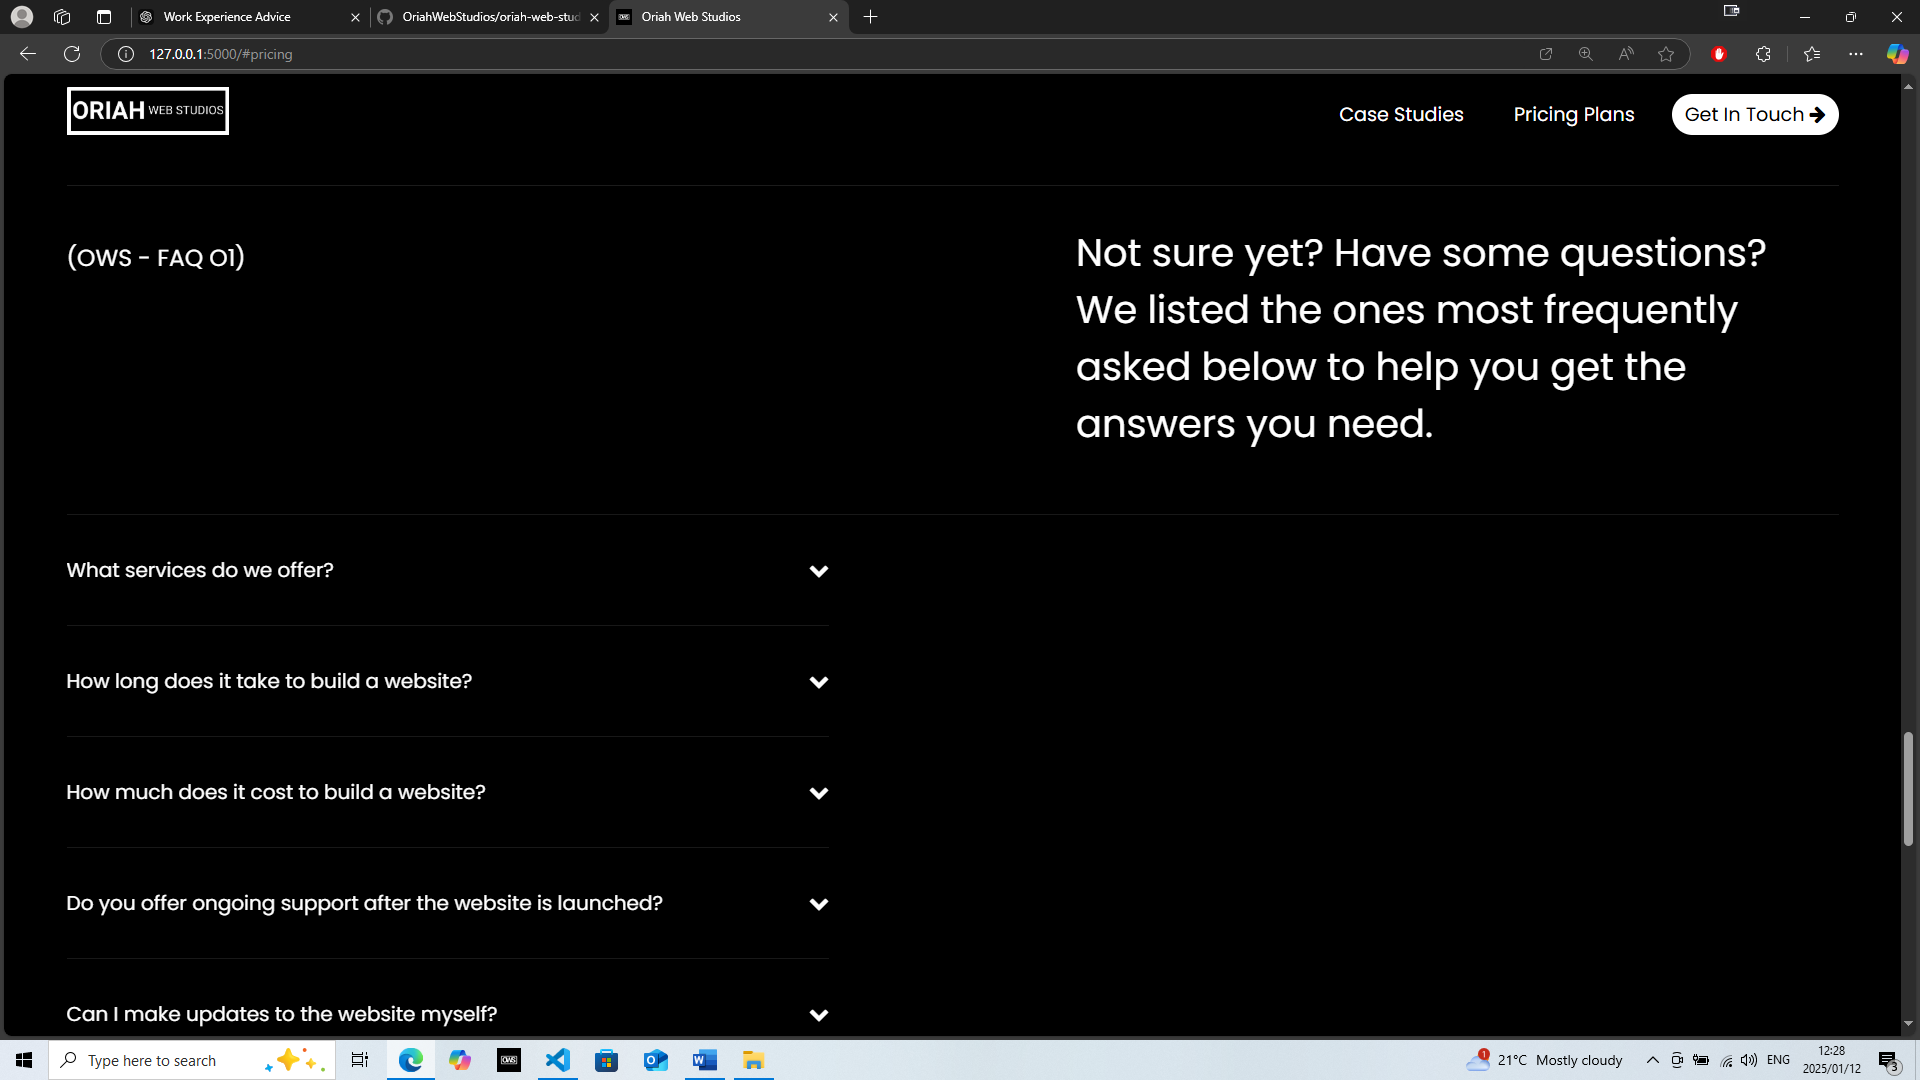 Work Experience Advice
OriahWebStudios/oriah-web-stud
Oriah Web Studios
127.0.0.1:5000/#pricing
ORIAH WEB STUDIOS
Case Studies
Pricing Plans
Get In Touch
(OWS - FAQ O1)
Not sure yet? Have some questions?
We listed the ones most frequently
asked below to help you get the
answers you need.
What services do we offer?
How long does it take to build a website?
How much does it cost to build a website?
Do you offer ongoing support after the website is launched?
Can I make updates to the website myself?
Type here to search
OWS
1
21°C Mostly cloudy
ENG
12:28
2025/01/12
3